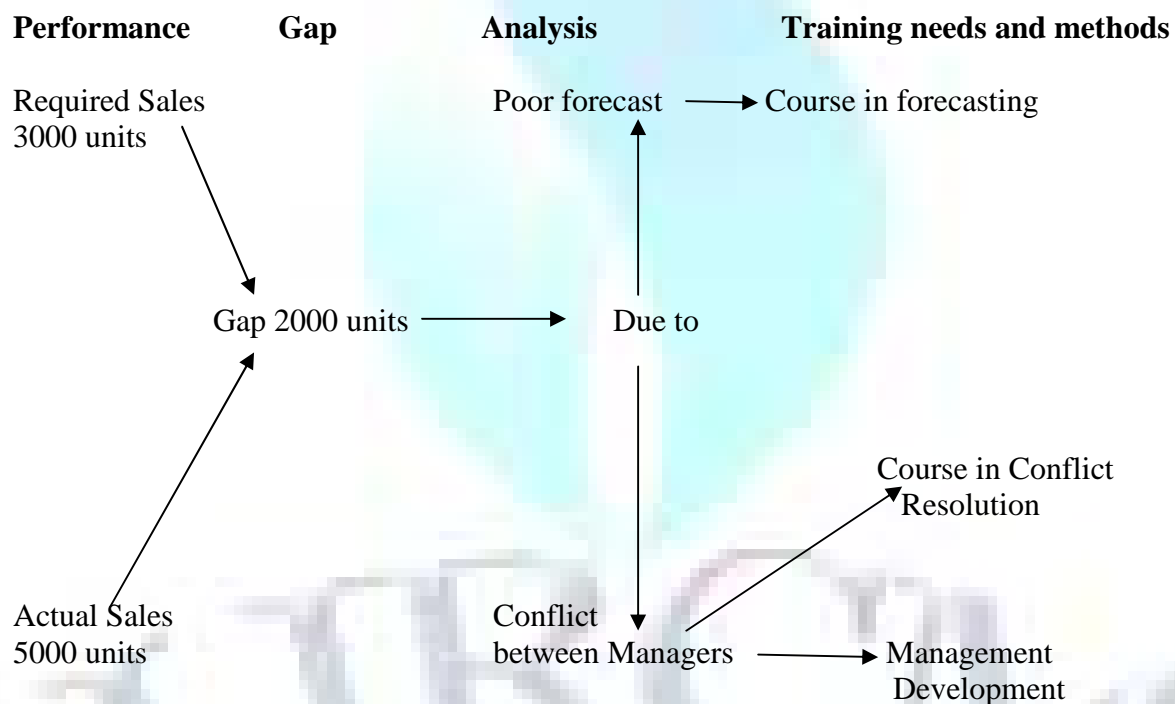 Performance Gap Analysis Training needs and methods
Required Sales
3000 units
Poor forecast
Course in forecasting
Gap 2000 units
Due to
Course in Conflict
Resolution
Actual Sales
5000 units
Conflict
between Managers
Management
Development